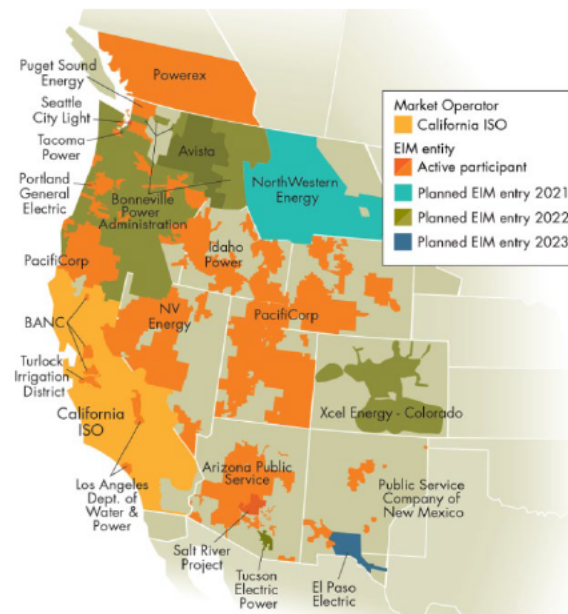 Powerex
Puget Sound
Energy
Seattle
City Light
Tacoma
Power
Portland
General
Electric
Avista
Bonneville
Power
Administration
NorthWestern
Energy
Idaho
Power
PacifiCorp
BANC
NV
Energy
PacifiCorp
Turlock
Irrigation
District
California
ISO
Xcel Energy - Colorado
Los Angeles
Dept. of
Water &
Power
Arizona Public
Service
Public Service
Company of
New Mexico
Salt River
Project
Tucson
Electric
Power
El Paso
Electric
Market Operator
California ISO
EIM entity
Active participant
Planned EIM entry 2021
Planned EIM entry 2022
Planned EIM entry 2023